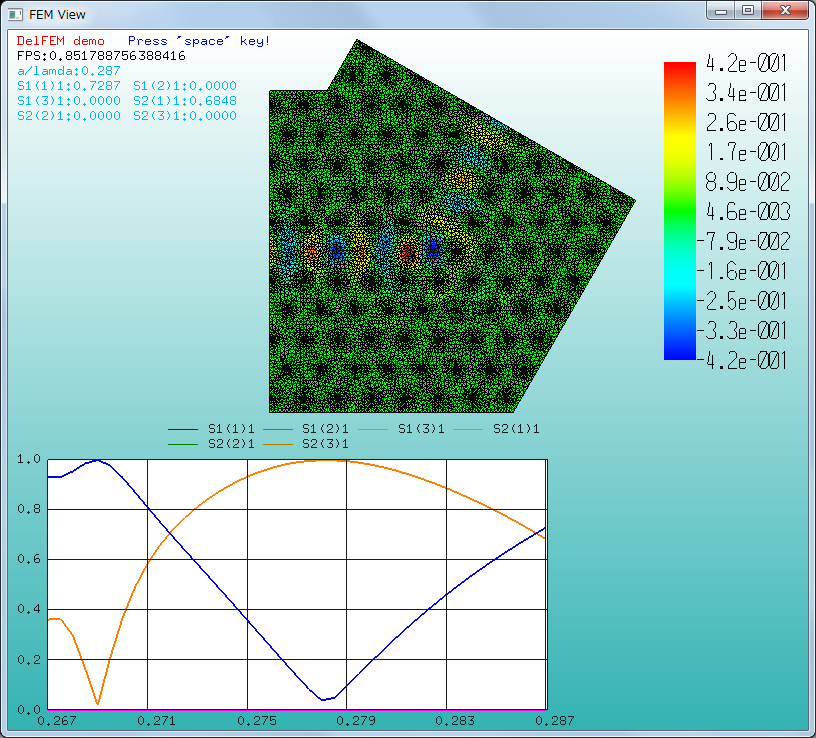 FEM View
DelFEM demo Press "space" key!
FPS:0.851788756388416
a/lamda:0.287
S1(1)1:0.7287 S1(2)1:0.0000
S1(3)1:0.0000 S2(1)1:0.6848
S2(2)1:0.0000 S2(3)1:0.0000
4.2e-001
3.4e-001
2.6e-001
1.7e-001
8.9e-002
4.6e-003
-7.9e-002
-1.6e-001
-2.5e-001
-3.3e-001
-4.2e-001
S1(1)1 S1(2)1 S1(3)1 S2(1)1
S2(2)1 S2(3)1
1.0
0.8
0.6
0.4
0.2
0.0
0.267 0.271 0.275 0.279 0.283 0.287